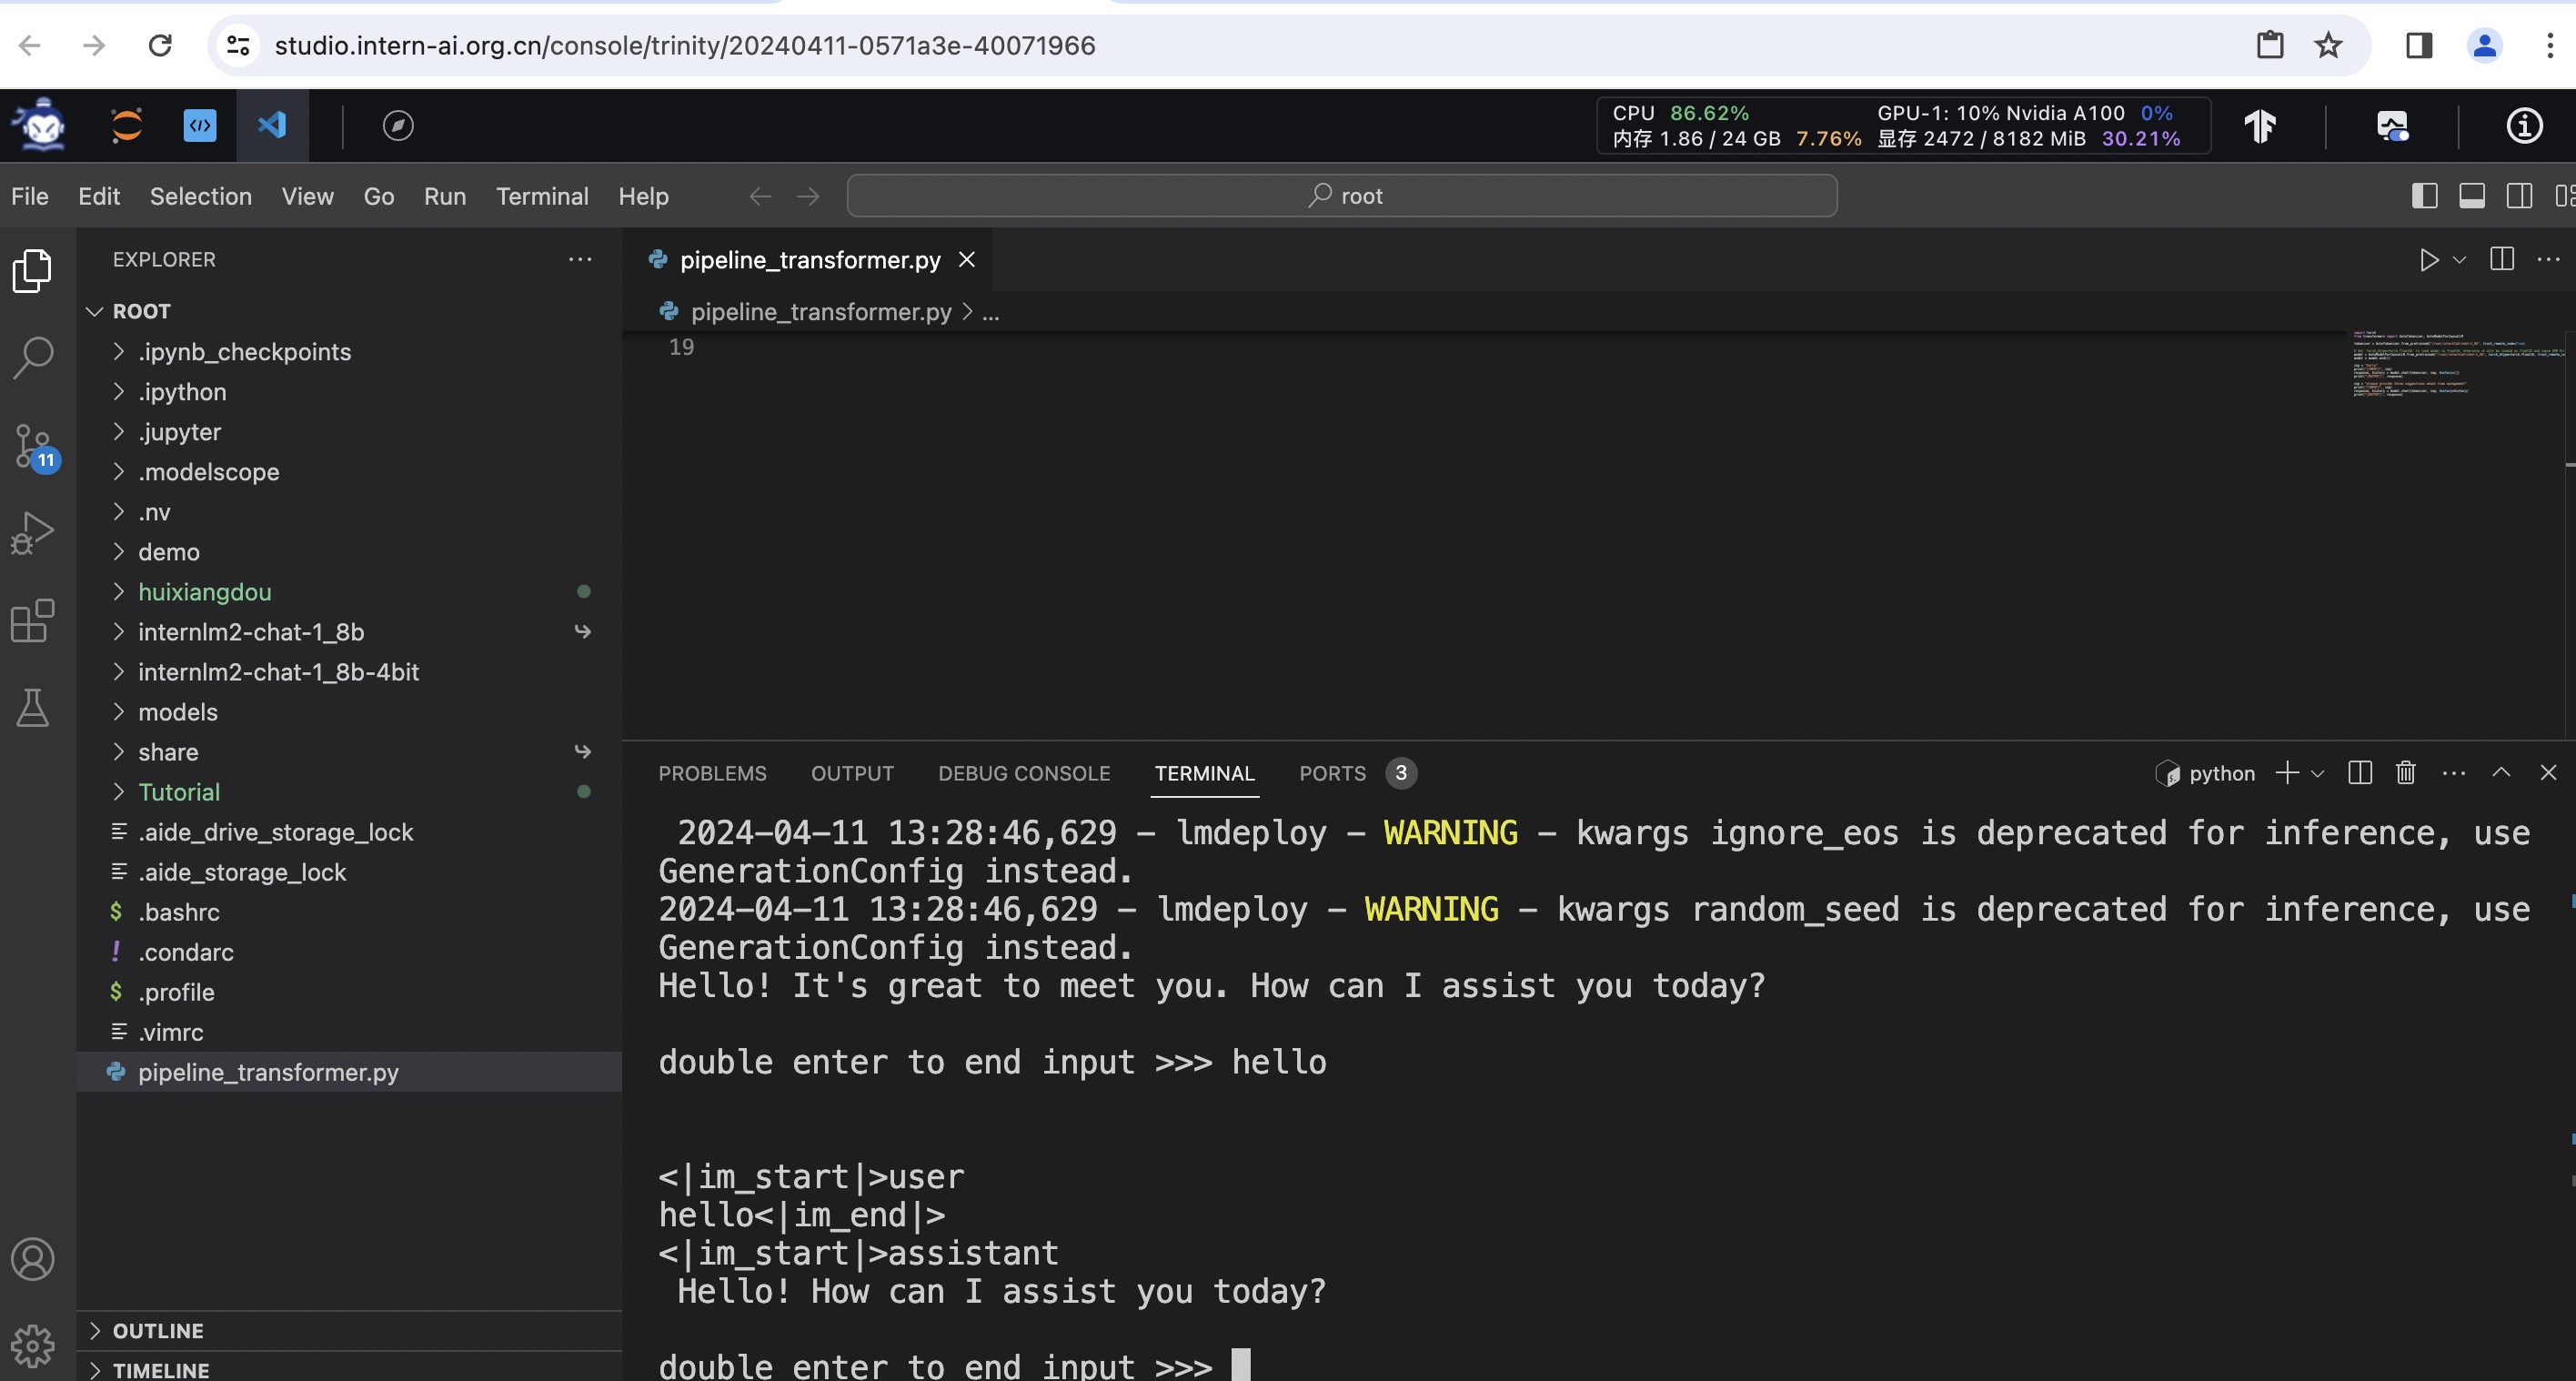 studio.intern-ai.org.cn/console/trinity/20240411-0571a3e-40071966
CPU 86.62% GPU-1: 10% Nvidia A100 0%
内存 1.86 / 24 GB 7.76% 显存 2472 / 8182 MiB 30.21%
File Edit Selection View Go Run Terminal Help root
EXPLORER
ROOT
.ipynb_checkpoints
.ipython
.jupyter
.modelscope
.nv
demo
huixiangdou
internlm2-chat-1_8b
internlm2-chat-1_8b-4bit
models
share
Tutorial
.aide_drive_storage_lock
.aide_storage_lock
$ .bashrc
! .condarc
$ .profile
.vimrc
pipeline_transformer.py
OUTLINE
TIMELINE
11
pipeline_transformer.py
pipeline_transformer.py > ...
19
PROBLEMS OUTPUT DEBUG CONSOLE TERMINAL PORTS 3
python
2024-04-11 13:28:46,629 - lmdeploy - WARNING - kwargs ignore_eos is deprecated for inference, use
GenerationConfig instead.
2024-04-11 13:28:46,629 - lmdeploy - WARNING - kwargs random_seed is deprecated for inference, use
GenerationConfig instead.
Hello! It's great to meet you. How can I assist you today?
double enter to end input >>> hello
<|im_start|>user
hello<|im_end|>
<|im_start|>assistant
Hello! How can I assist you today?
double enter to end input >>>